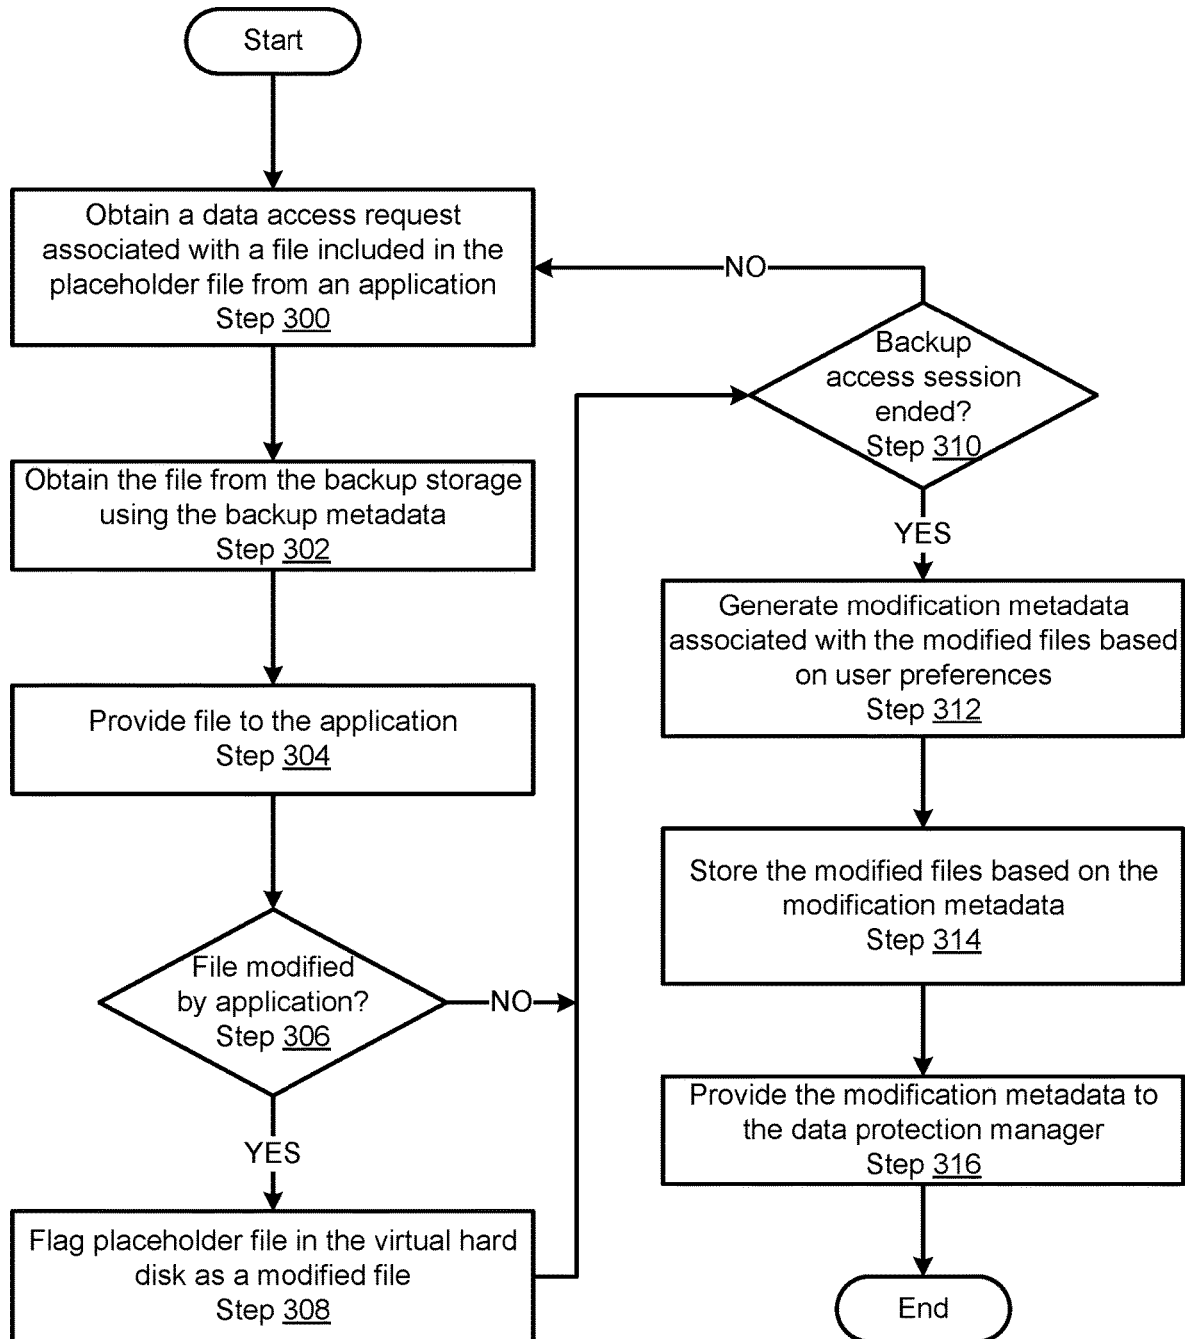 Start
Obtain a data access request
associated with a file included in the
placeholder file from an application
Step 300
Obtain the file from the backup storage
using the backup metadata
Step 302
Provide file to the application
Step 304
File modified
by application?
Step 306
NO
YES
Flag placeholder file in the virtual hard
disk as a modified file
Step 308
NO
Backup
access session
ended?
Step 310
YES
Generate modification metadata
associated with the modified files based
on user preferences
Step 312
Store the modified files based on the
modification metadata
Step 314
Provide the modification metadata to
the data protection manager
Step 316
End